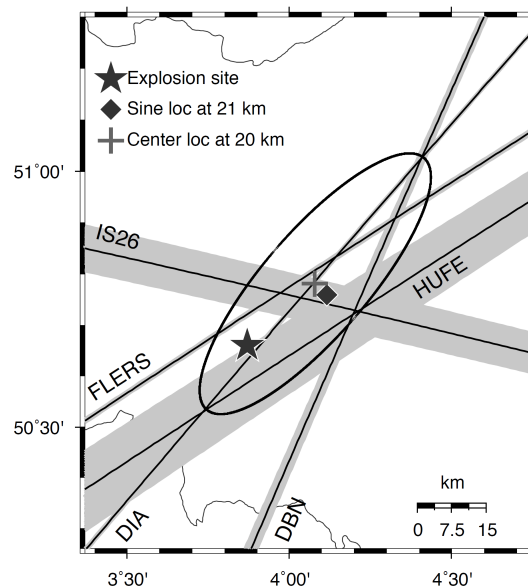 Explosion site
Sine loc at 21 km
Center loc at 20 km
51°00'
IS26
HUFE
FLERS
50°30'
DIA
DBN
km
0 7.5 15
3°30' 4°00' 4°30'